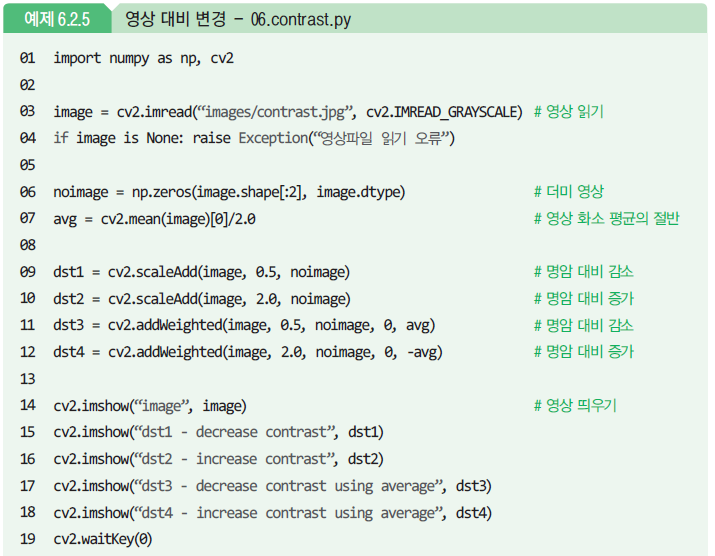 예제 6.2.5 영상 대비 변경 - 06.contrast.py
01 import numpy as np, cv2
02
03 image = cv2.imread(“images/contrast.jpg”, cv2.IMREAD_GRAYSCALE) # 영상 읽기
04 if image is None: raise Exception(“영상파일 읽기 오류”)
05
06 noimage = np.zeros(image.shape[:2], image.dtype) # 더미 영상
07 avg = cv2.mean(image)[0]/2.0 # 영상 화소 평균의 절반
08
09 dst1 = cv2.scaleAdd(image, 0.5, noimage) # 명암 대비 감소
10 dst2 = cv2.scaleAdd(image, 2.0, noimage) # 명암 대비 증가
11 dst3 = cv2.addWeighted(image, 0.5, noimage, 0, avg) # 명암 대비 감소
12 dst4 = cv2.addWeighted(image, 2.0, noimage, 0, -avg) # 명암 대비 증가
13
14 cv2.imshow(“image”, image) # 영상 띄우기
15 cv2.imshow(“dst1 - decrease contrast”, dst1)
16 cv2.imshow(“dst2 - increase contrast”, dst2)
17 cv2.imshow(“dst3 - decrease contrast using average”, dst3)
18 cv2.imshow(“dst4 - increase contrast using average”, dst4)
19 cv2.waitKey(0)